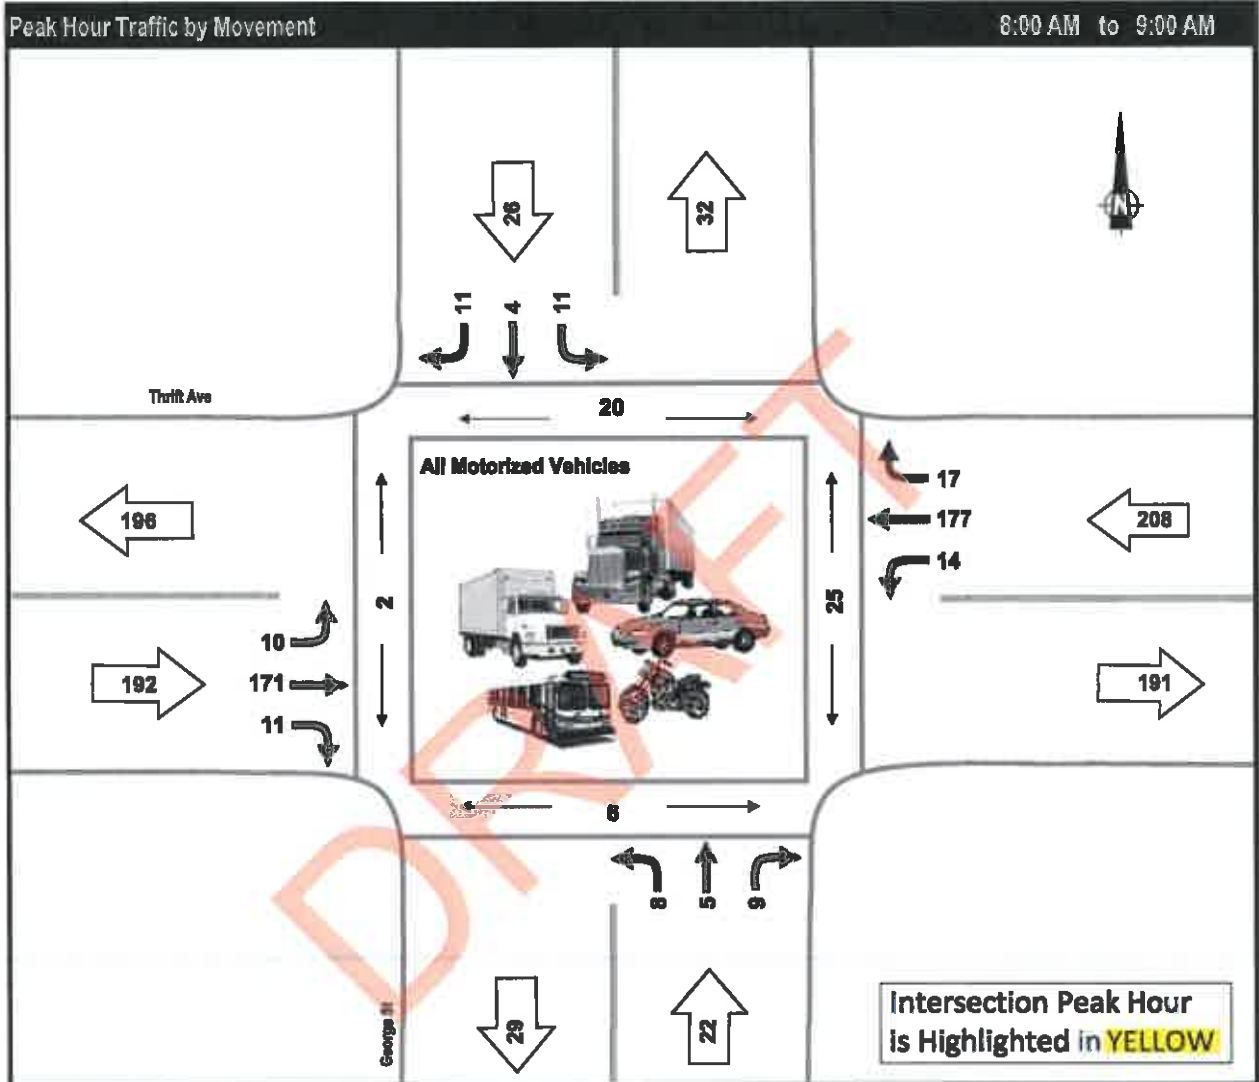 Peak Hour Traffic by Movement 8:00 AM to 9:00 AM
26 32
N
11 4 11
Thrift Ave
20
All Motorized Vehicles
17
196 177 208
14
2 25
10
192 171 191
11
6
8 5 9
George St
29 22
Intersection Peak Hour
is Highlighted in YELLOW
DRAFT